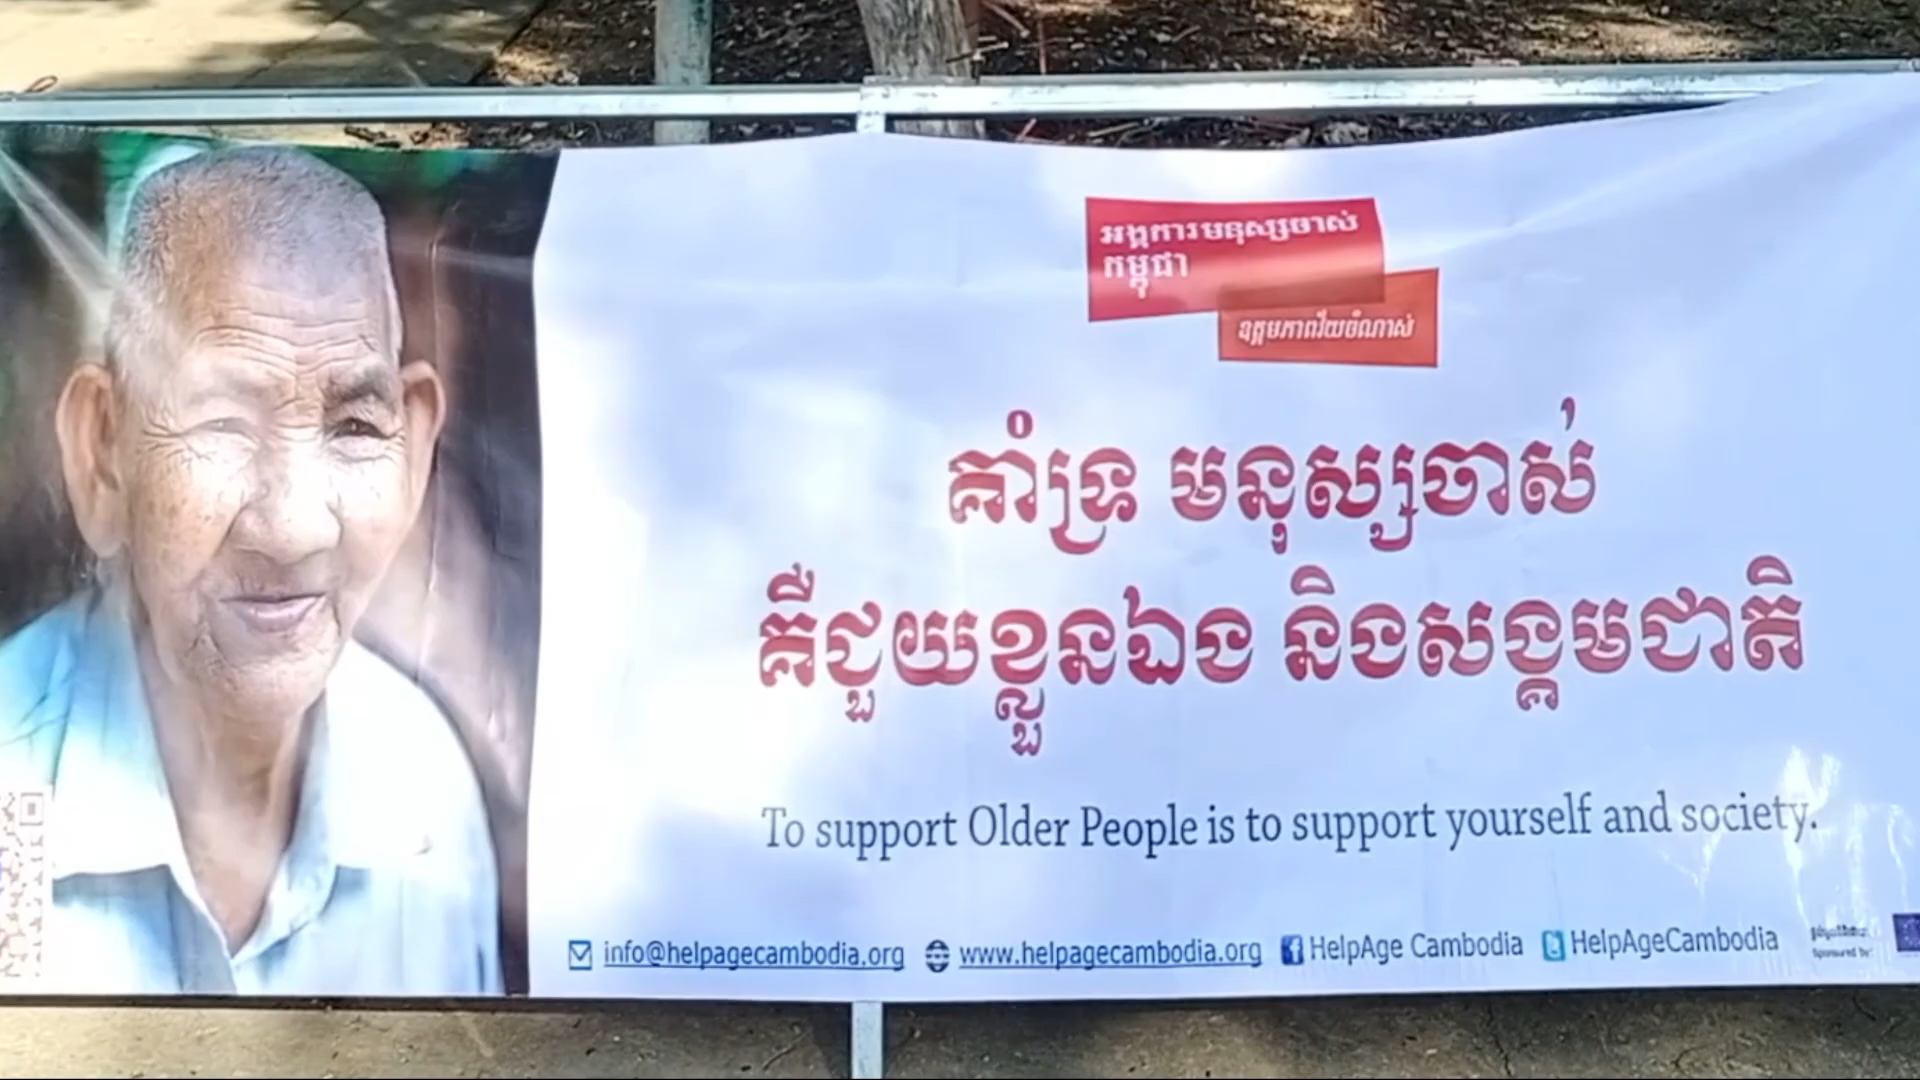 អង្គការមនុស្សចាស់
កម្ពុជា
ឧត្តមភាពវ័យចំណាស់
គាំទ្រ មនុស្សចាស់
គឺជួយខ្លួនឯង និងសង្គមជាតិ
To support Older People is to support yourself and society.
info@helpagecambodia.org www.helpagecambodia.org HelpAge Cambodia HelpAgeCambodia
Sponsored by: